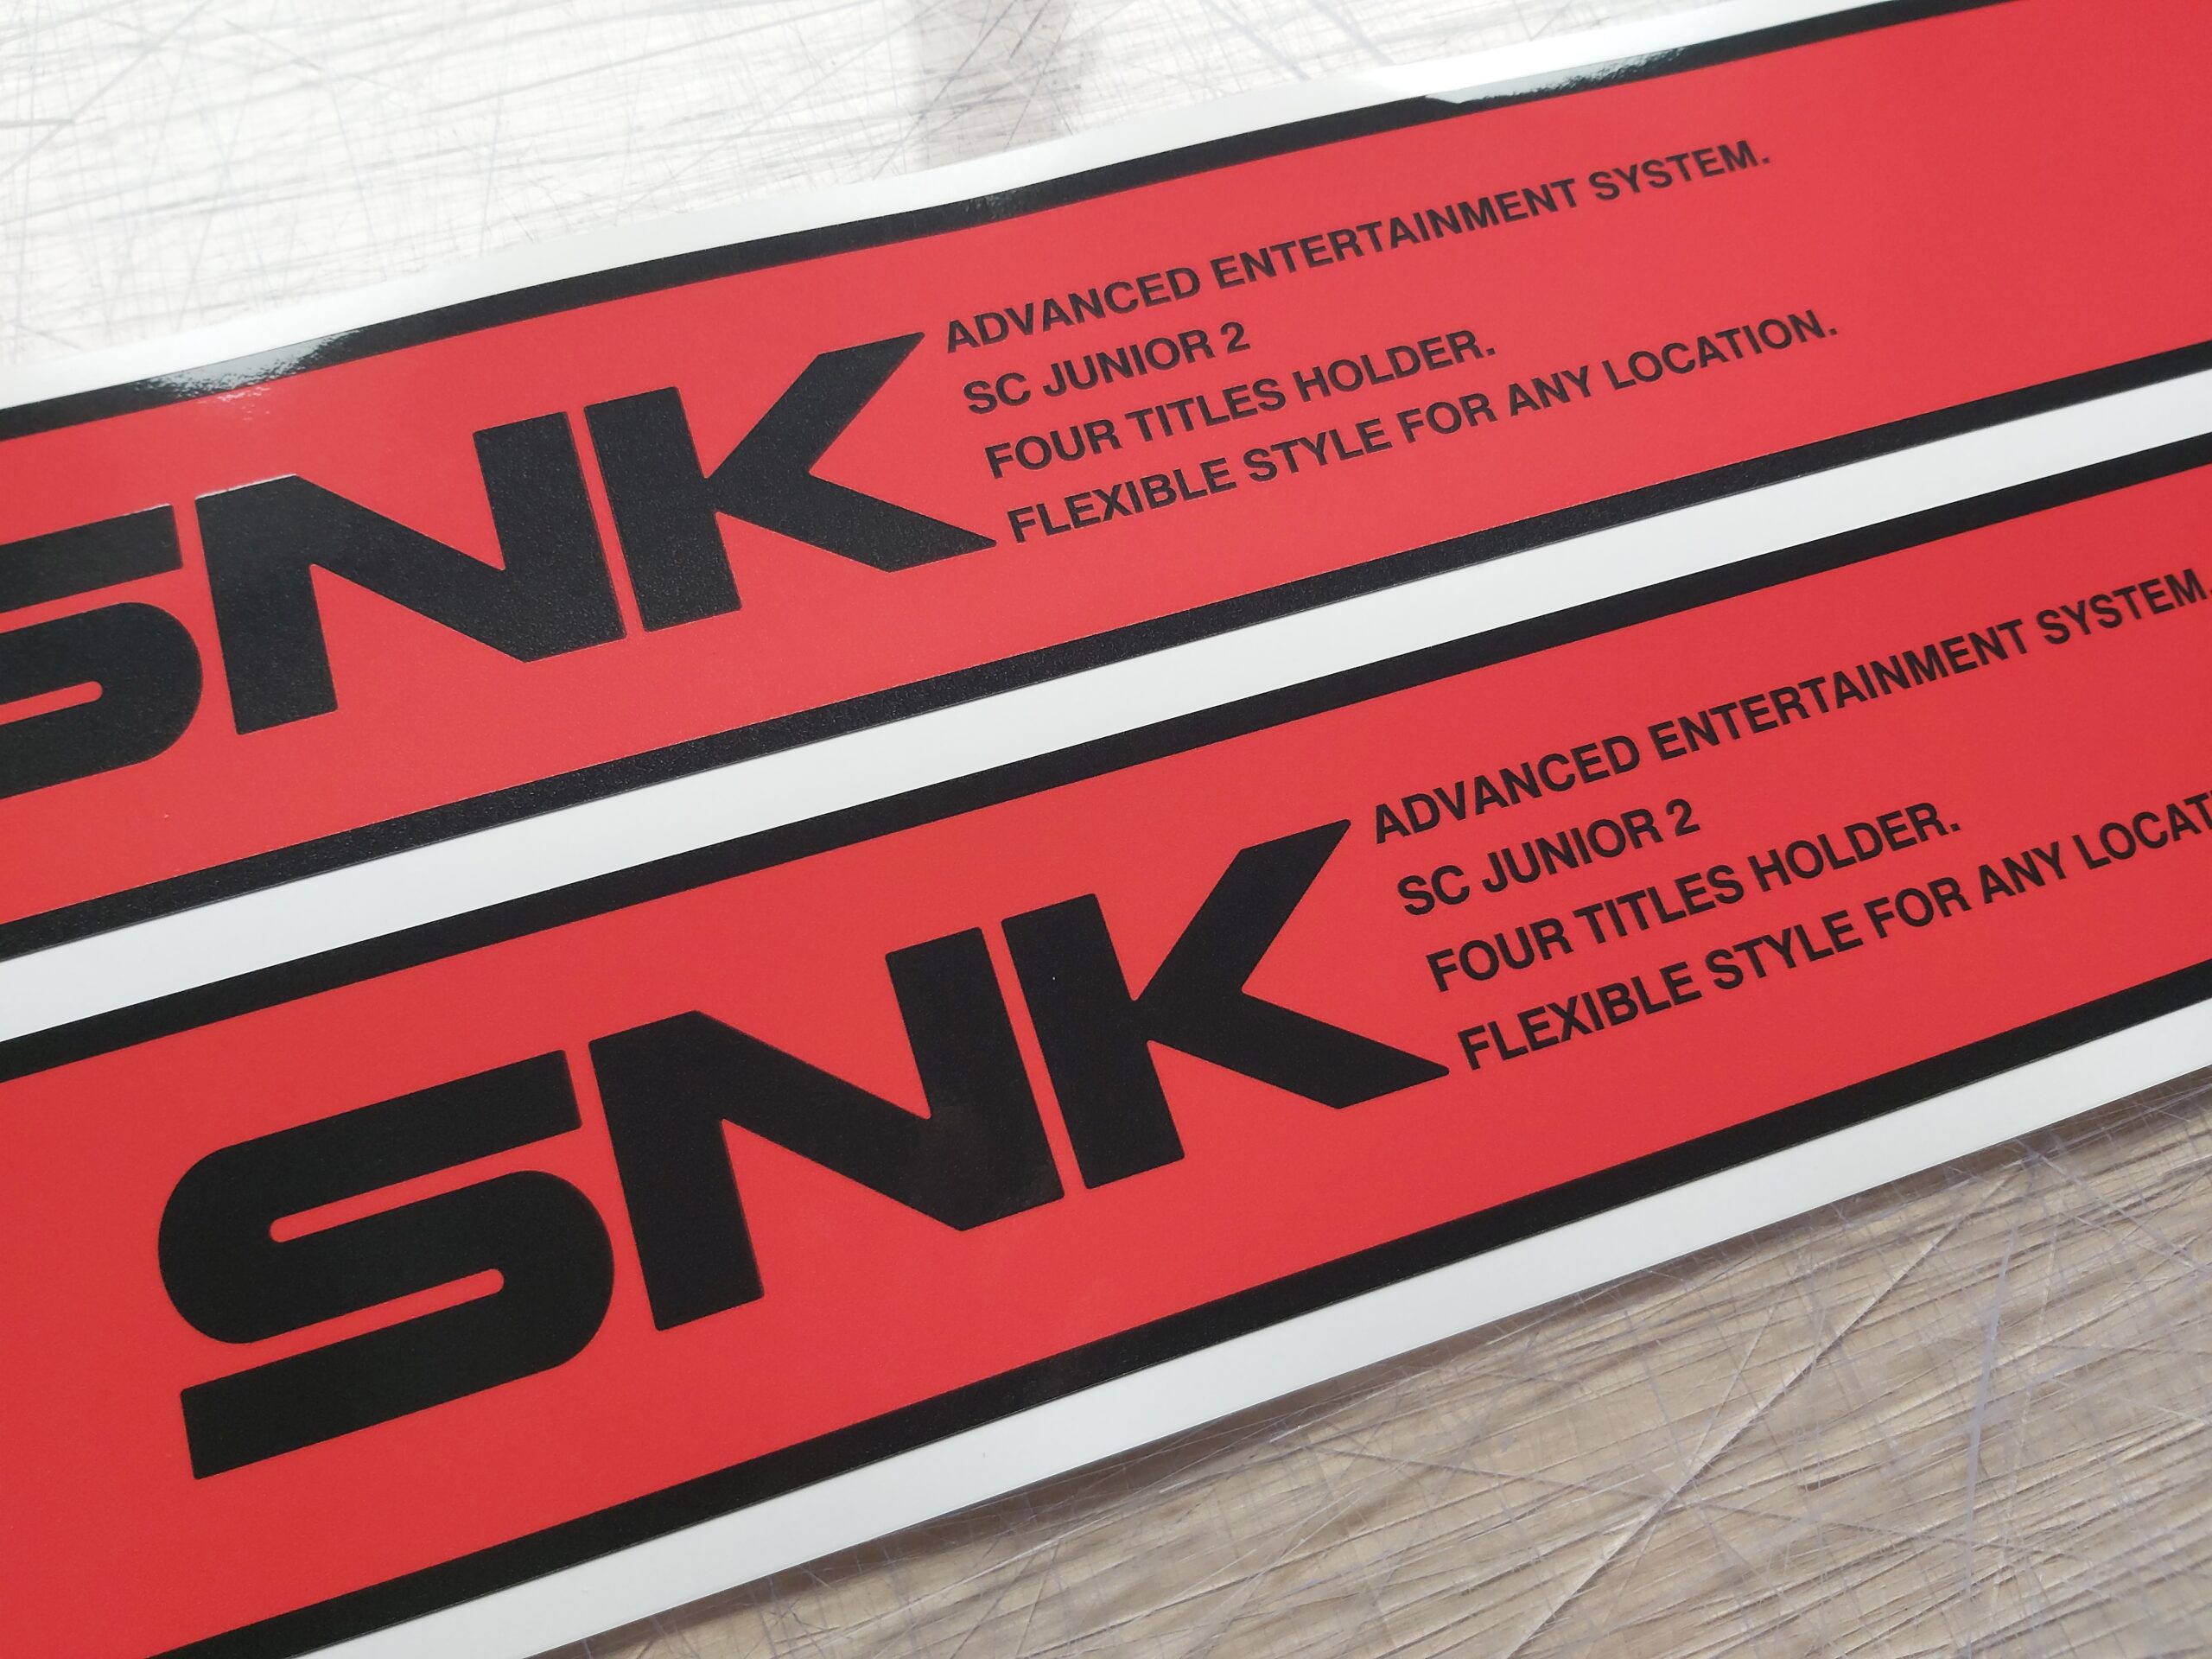 SNK
ADVANCED ENTERTAINMENT SYSTEM.
SC JUNIOR 2
FOUR TITLES HOLDER.
FLEXIBLE STYLE FOR ANY LOCATION.
SNK
ADVANCED ENTERTAINMENT SYSTEM.
SC JUNIOR 2
FOUR TITLES HOLDER.
FLEXIBLE STYLE FOR ANY LOCAT